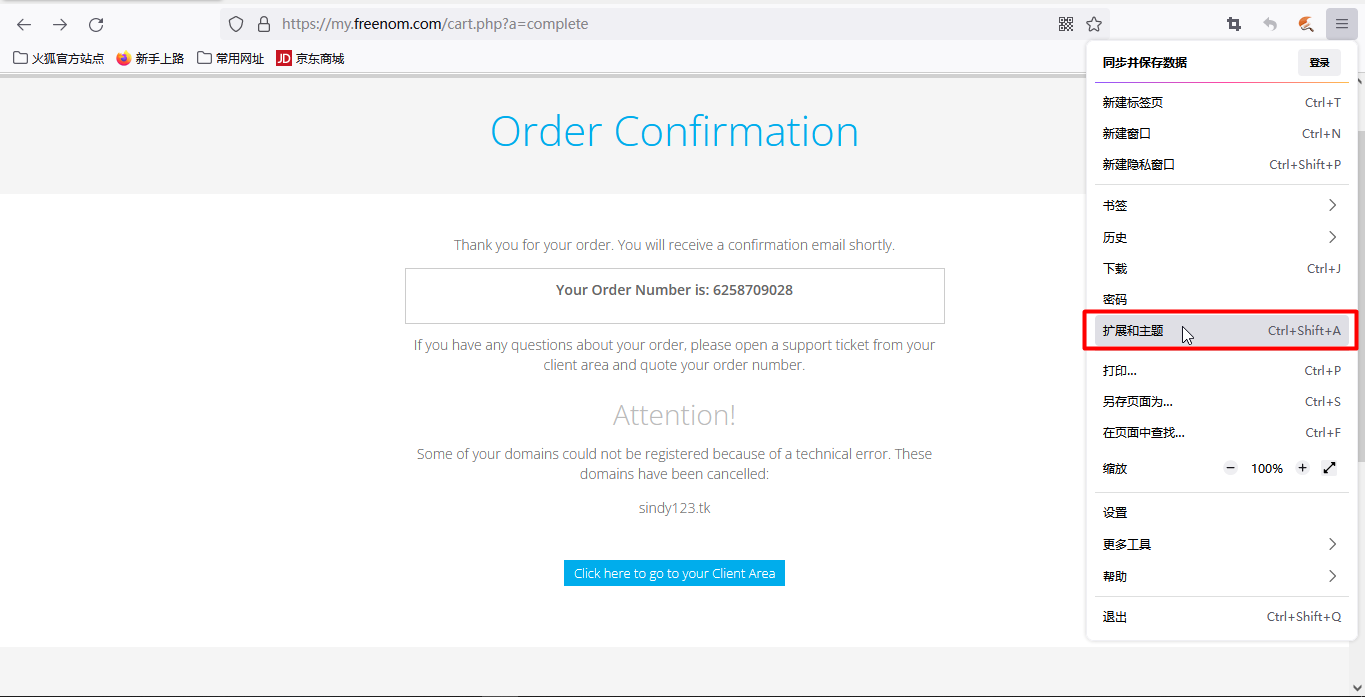 https://my.freenom.com/cart.php?a=complete
火狐官方站点 新手上路 常用网址 JD 京东商城
Order Confirmation
Thank you for your order. You will receive a confirmation email shortly.
Your Order Number is: 6258709028
If you have any questions about your order, please open a support ticket from your
client area and quote your order number.
Attention!
Some of your domains could not be registered because of a technical error. These
domains have been cancelled:
sindy123.tk
Click here to go to your Client Area
同步并保存数据 登录
新建标签页 Ctrl+T
新建窗口 Ctrl+N
新建隐私窗口 Ctrl+Shift+P
书签
历史
下载 Ctrl+J
密码
扩展和主题 Ctrl+Shift+A
打印... Ctrl+P
另存页面为... Ctrl+S
在页面中查找... Ctrl+F
缩放 − 100% +
设置
更多工具
帮助
退出 Ctrl+Shift+Q